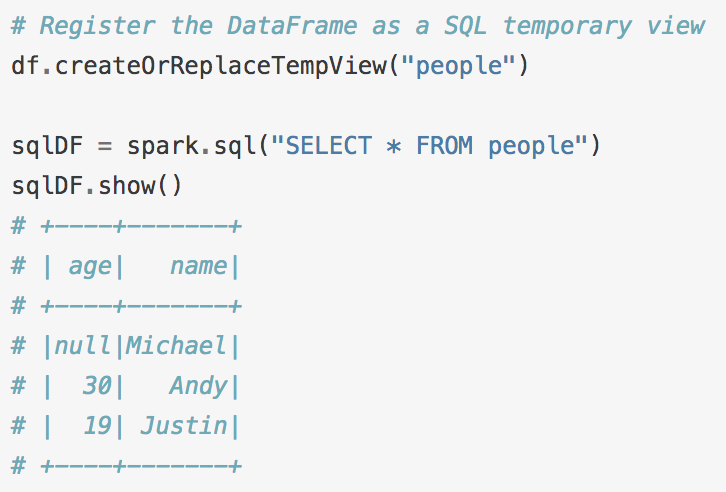 # Register the DataFrame as a SQL temporary view
df.createOrReplaceTempView("people")
sqlDF = spark.sql("SELECT * FROM people")
sqlDF.show()
# +----+-------+
# | age|   name|
# +----+-------+
# |null|Michael|
# |  30|   Andy|
# |  19| Justin|
# +----+-------+